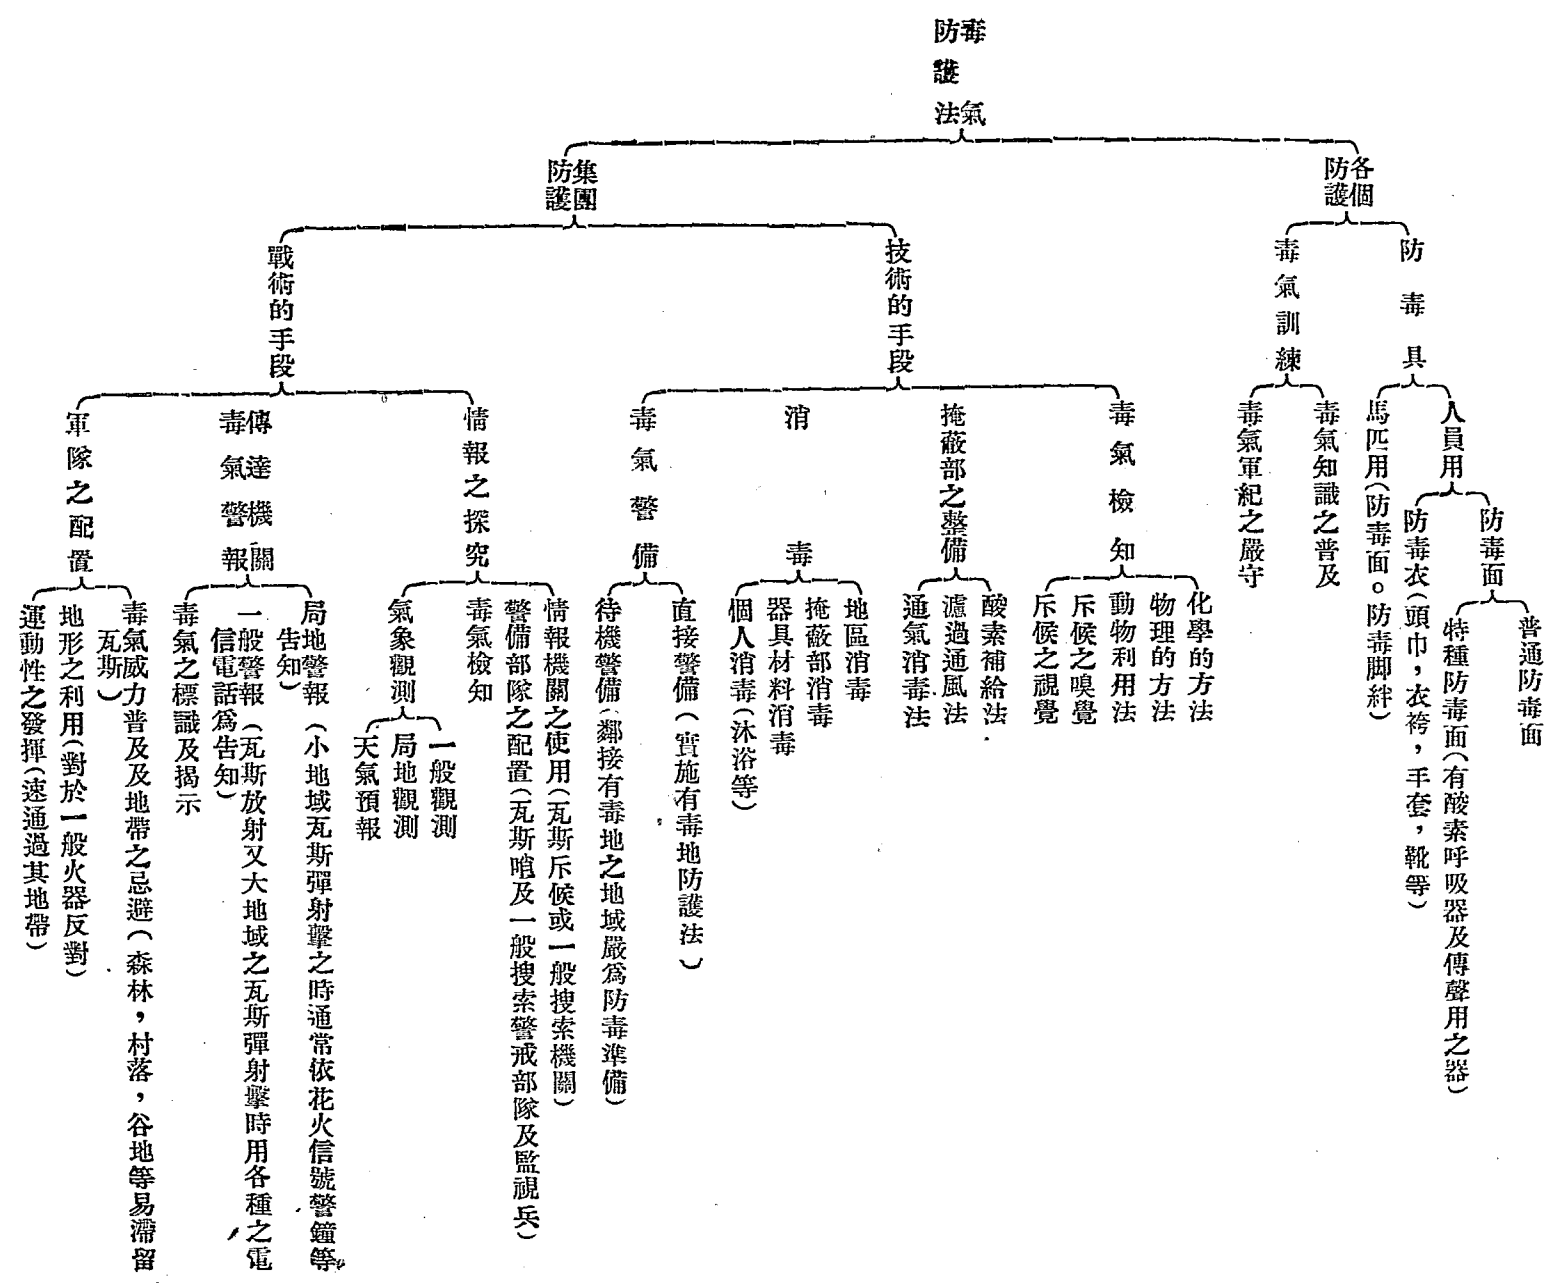 毒氣
防護法
各個
防護
防毒具
人員用
防毒面
普通防毒面
特種防毒面(有酸素呼吸器及傳聲用之器)
防毒衣(頭巾，衣袴，手套，靴等)
馬匹用(防毒面。防毒脚絆)
毒氣訓練
毒氣知識之普及
毒氣軍紀之嚴守
集團
防護
技術的手段
毒氣檢知
化學的方法
物理的方法
動物利用法
斥候之嗅覺
斥候之視覺
掩蔽部之整備
酸素補給法
濾過通風法
通氣消毒法
消毒
地區消毒
掩蔽部消毒
器具材料消毒
個人消毒(沐浴等)
毒氣警備
直接警備(實施有毒地防護法)
待機警備(鄰接有毒地之地域嚴爲防毒準備)
戰術的手段
情報之探究
情報機關之使用(瓦斯斥候或一般搜索機關)
警備部隊之配置(瓦斯哨及一般搜索警戒部隊及監視兵)
毒氣檢知
氣象觀測
一般觀測
局地觀測
天氣預報
傳達機關
毒氣警報
局地警報(小地域瓦斯彈射擊之時通常依花火信號警鐘等
告知)
一般警報(瓦斯放射又大地域之瓦斯彈射擊時用各種之電
信電話爲告知)
毒氣之標識及揭示
軍隊之配置
毒氣威力普及及地帶之忌避(森林，村落，谷地等易滯留
瓦斯)
地形之利用(對於一般火器反對)
運動性之發揮(速通過其地帶)